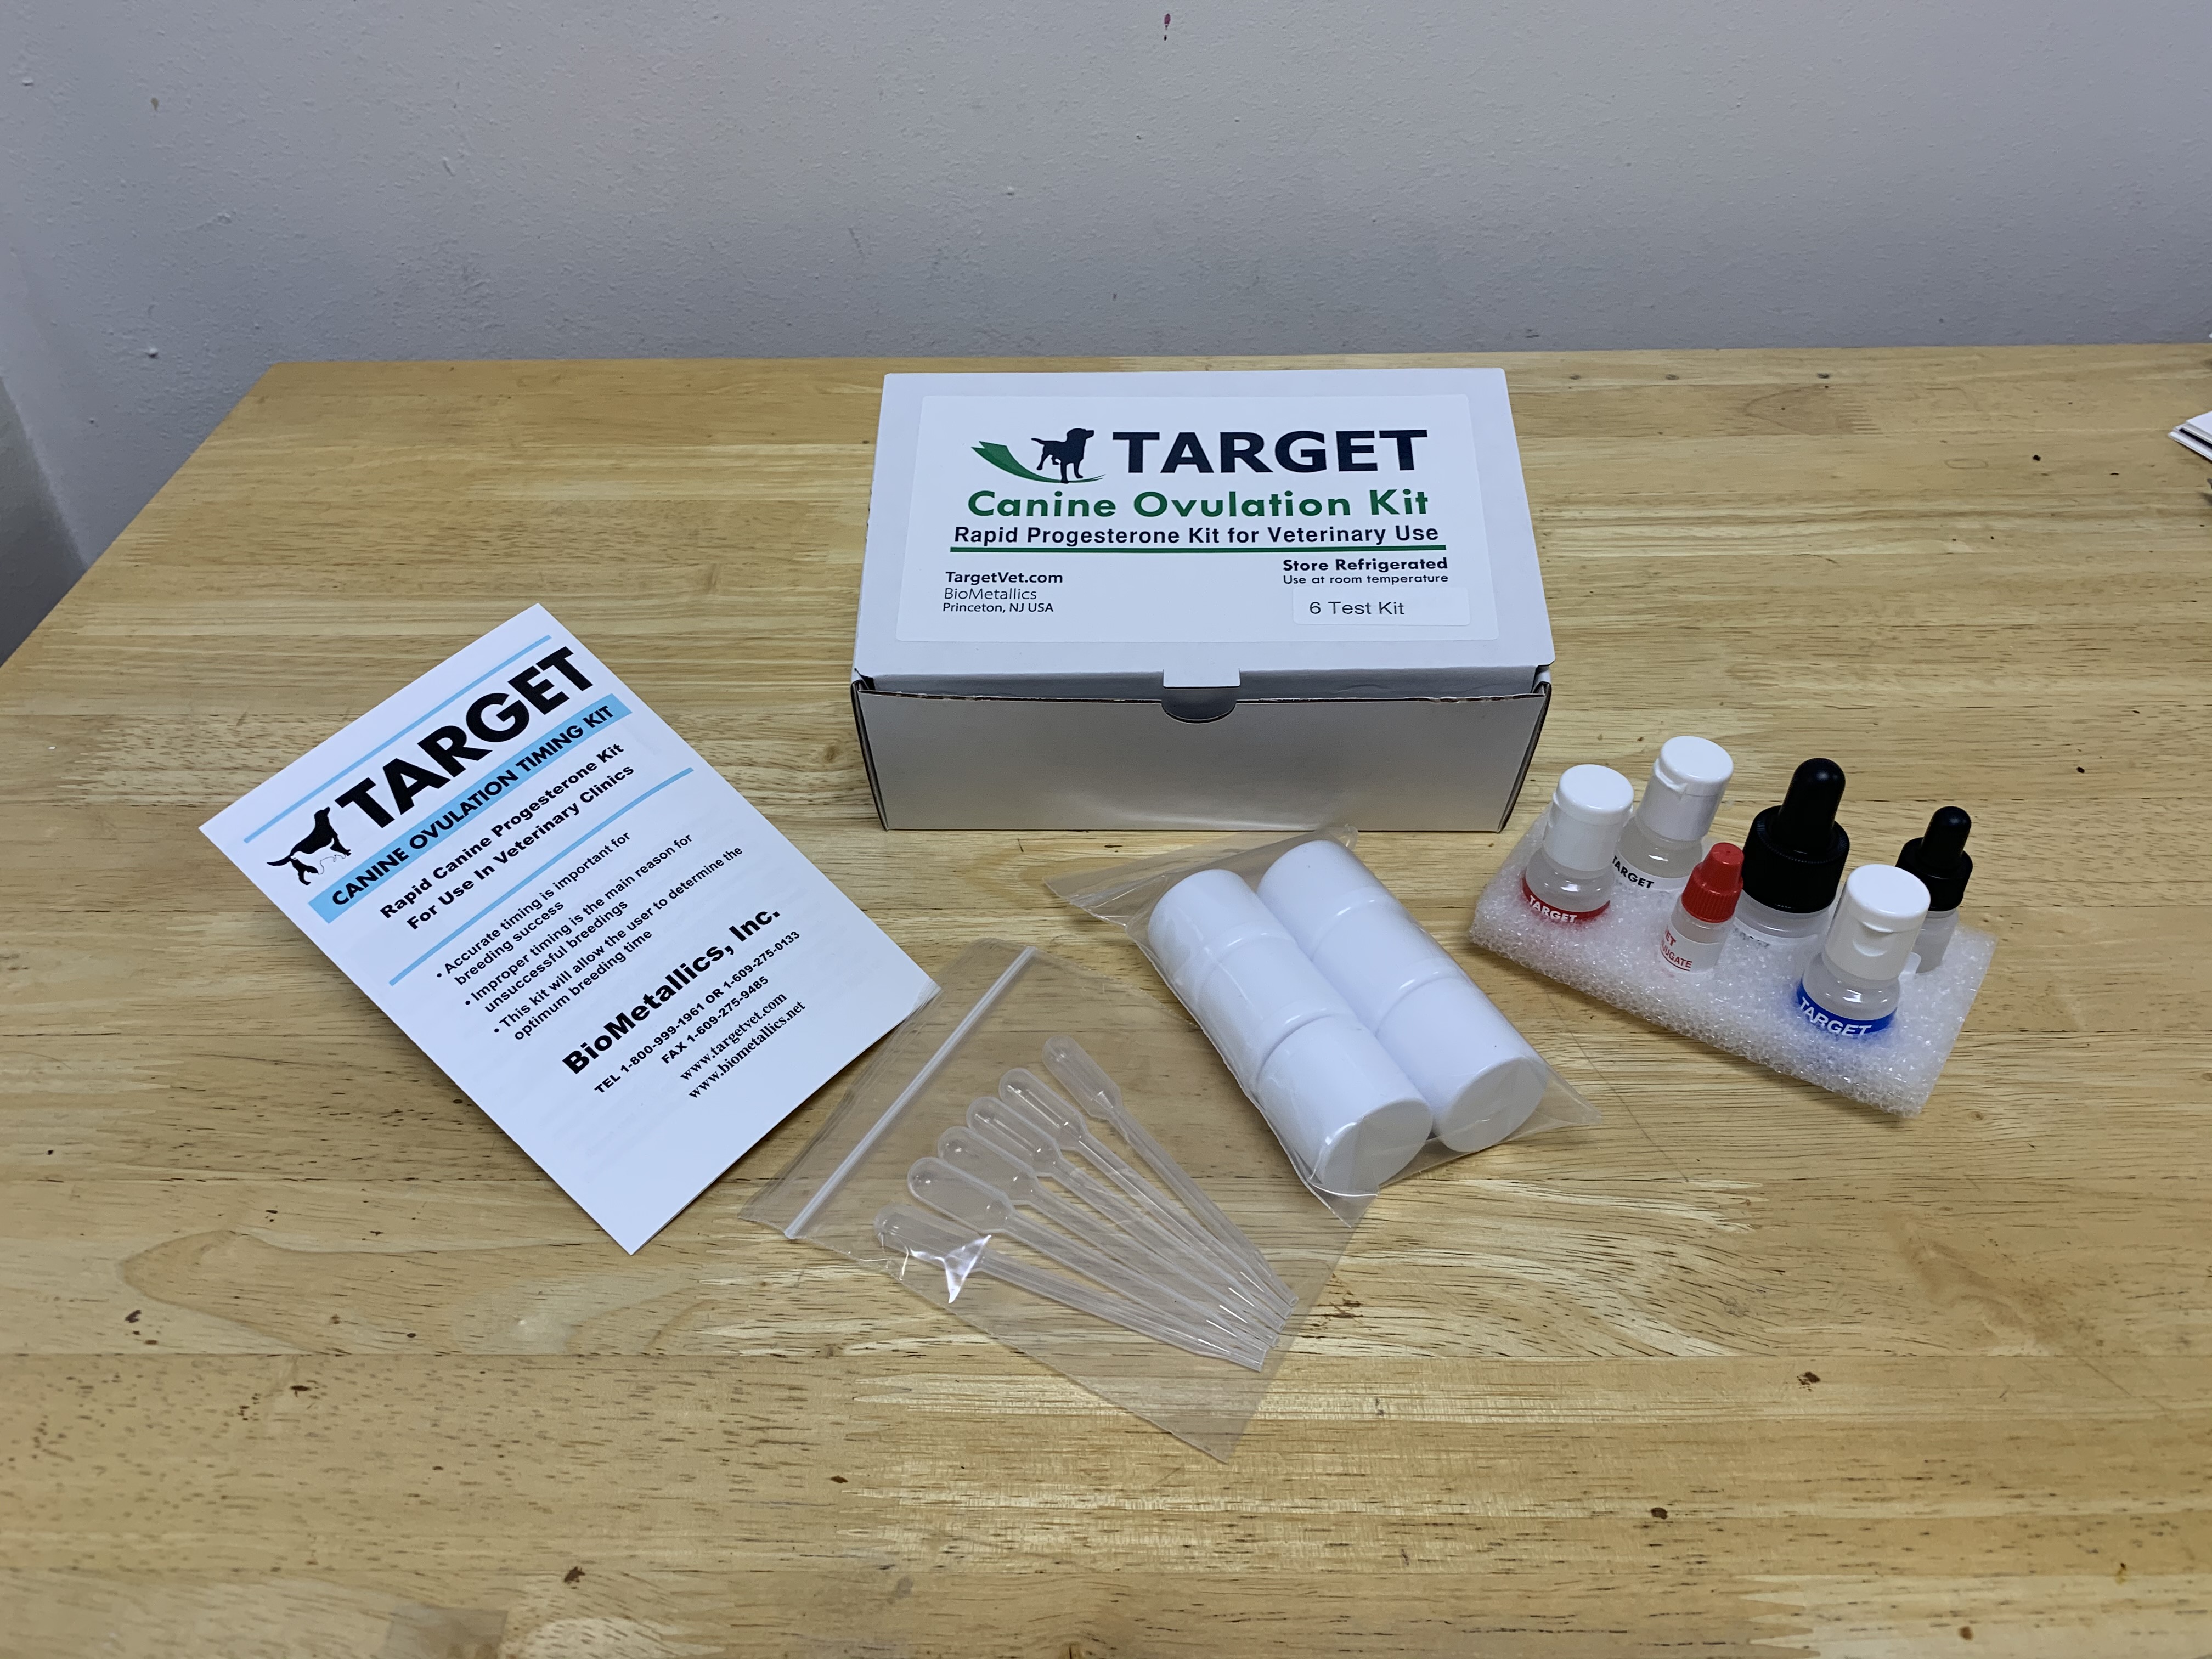 TARGET
Canine Ovulation Kit
Rapid Progesterone Kit for Veterinary Use
TargetVet.com
BioMetallics
Princeton, NJ USA
Store Refrigerated
Use at room temperature
6 Test Kit
TARGET
CANINE OVULATION TIMING KIT
Rapid Canine Progesterone Kit
For Use In Veterinary Clinics
• Accurate timing is important for
breeding success
• Improper timing is the main reason for
unsuccessful breedings
• This kit will allow the user to determine the
optimum breeding time
BioMetallics, Inc.
TEL 1-800-999-1961 OR 1-609-275-0133
FAX 1-609-275-9485
www.targetvet.com
www.biometallics.net
TARGET
TARGET
TARGET